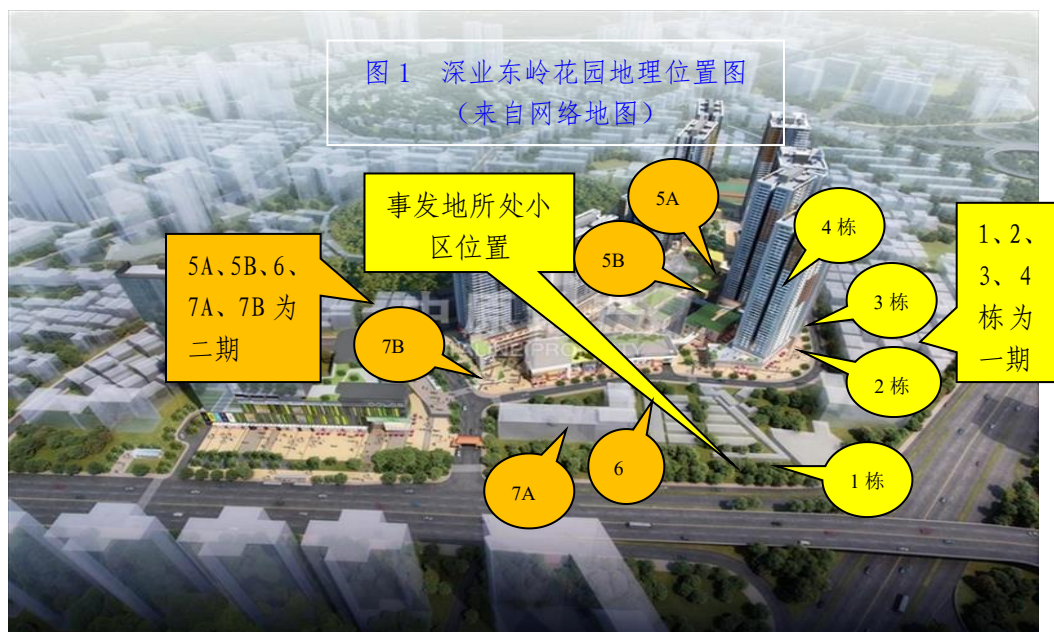 图 1 深业东岭花园地理位置图
（来自网络地图）
事发地所处小
区位置
5A
4 栋
5B
5A、5B、6、
7A、7B 为
二期
1、2、
3、4
栋为
一期
3 栋
7B
2 栋
6
1 栋
7A